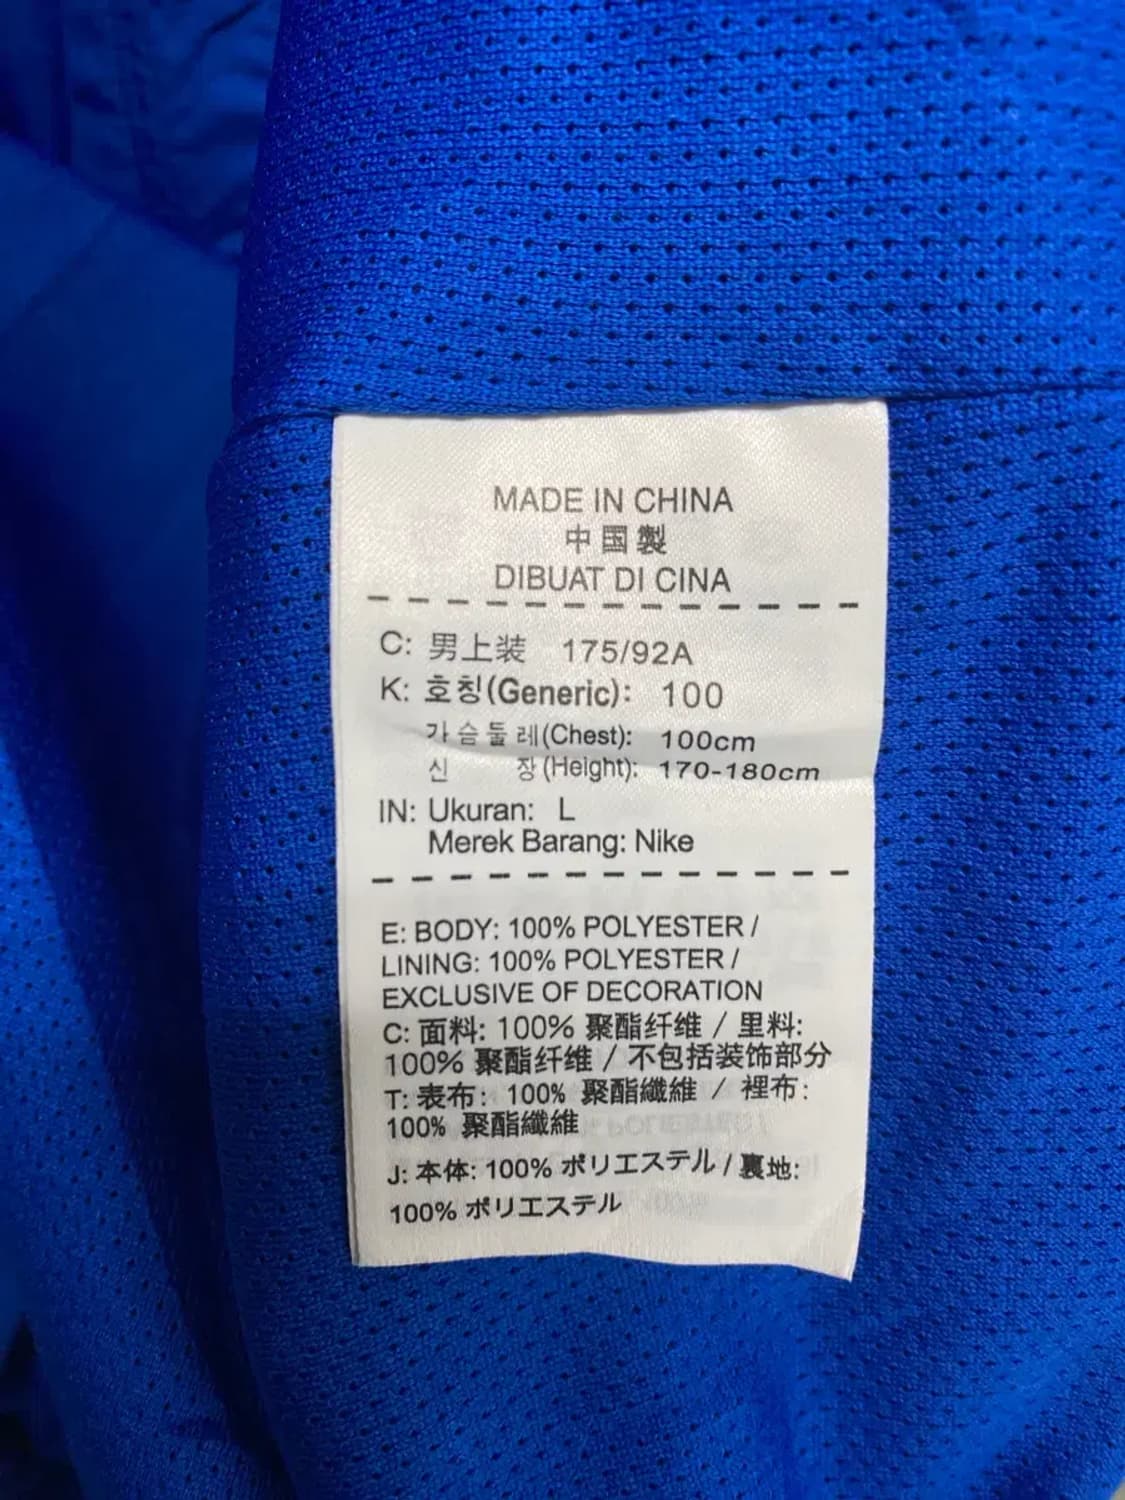 MADE IN CHINA
中国製
DIBUAT DI CINA
C: 男上装 175/92A
K: 호칭(Generic): 100
가슴둘레(Chest): 100cm
신 장(Height): 170-180cm
IN: Ukuran: L
Merek Barang: Nike
E: BODY: 100% POLYESTER /
LINING: 100% POLYESTER /
EXCLUSIVE OF DECORATION
C: 面料: 100% 聚酯纤维 / 里料:
100% 聚酯纤维 / 不包括装饰部分
T: 表布: 100% 聚酯纖維 / 裡布:
100% 聚酯纖維
J: 本体: 100% ポリエステル / 裏地:
100% ポリエステル